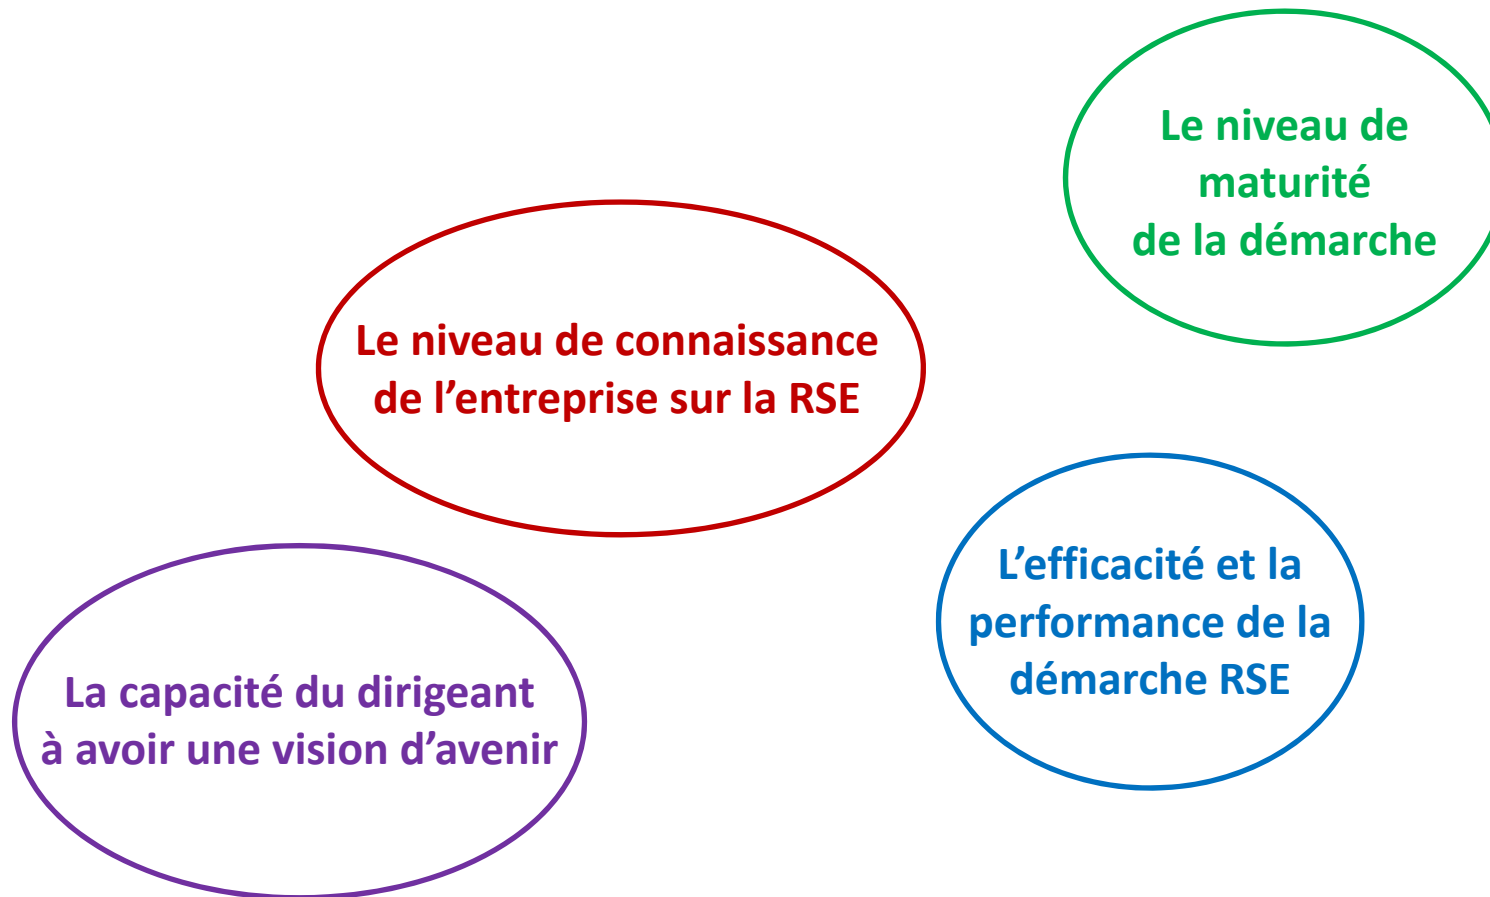 Le niveau de
maturité
de la démarche
Le niveau de connaissance
de l’entreprise sur la RSE
L’efficacité et la
performance de la
démarche RSE
La capacité du dirigeant
à avoir une vision d’avenir